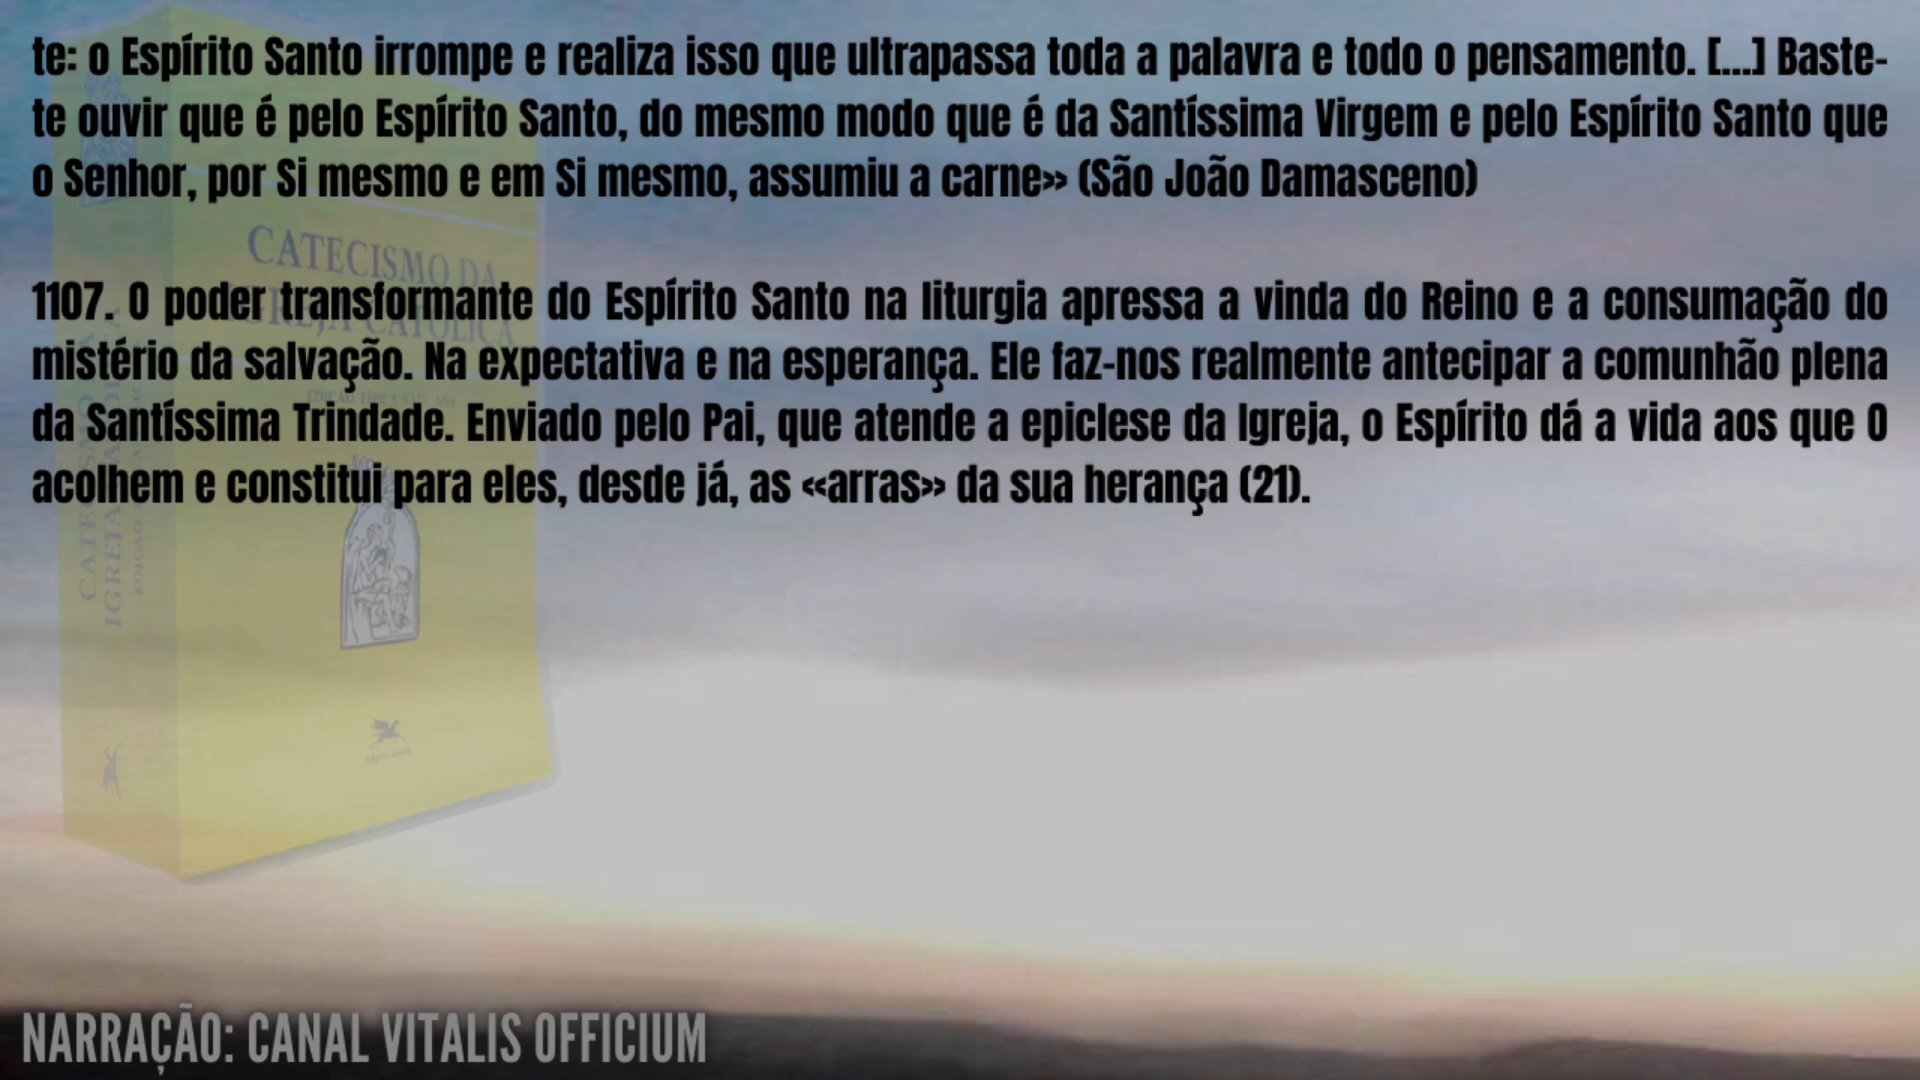 te: o Espírito Santo irrompe e realiza isso que ultrapassa toda a palavra e todo o pensamento. [...] Baste-
te ouvir que é pelo Espírito Santo, do mesmo modo que é da Santíssima Virgem e pelo Espírito Santo que
o Senhor, por Si mesmo e em Si mesmo, assumiu a carne» (São João Damasceno)
1107. O poder transformante do Espírito Santo na liturgia apressa a vinda do Reino e a consumação do
mistério da salvação. Na expectativa e na esperança. Ele faz-nos realmente antecipar a comunhão plena
da Santíssima Trindade. Enviado pelo Pai, que atende a epiclese da Igreja, o Espírito dá a vida aos que O
acolhem e constitui para eles, desde já, as «arras» da sua herança (21).
CATECISMO DA
IGREJA CATÓLICA
CATECISMO DA
IGREJA CATÓLICA
NARRAÇÃO: CANAL VITALIS OFFICIUM